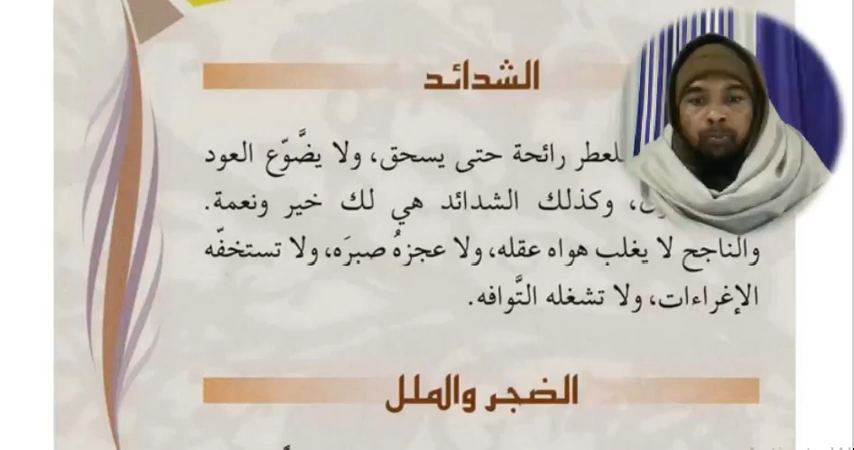 الشدائد
للعطر رائحة حتى يسحق، ولا يضَّوّع العود
وكذلك الشدائد هي لك خير ونعمة.
والناجح لا يغلب هواه عقله، ولا عجزهُ صبرَه، ولا تستخفّه
الإغراءات، ولا تشغله التَّوافه.
الضجر والملل